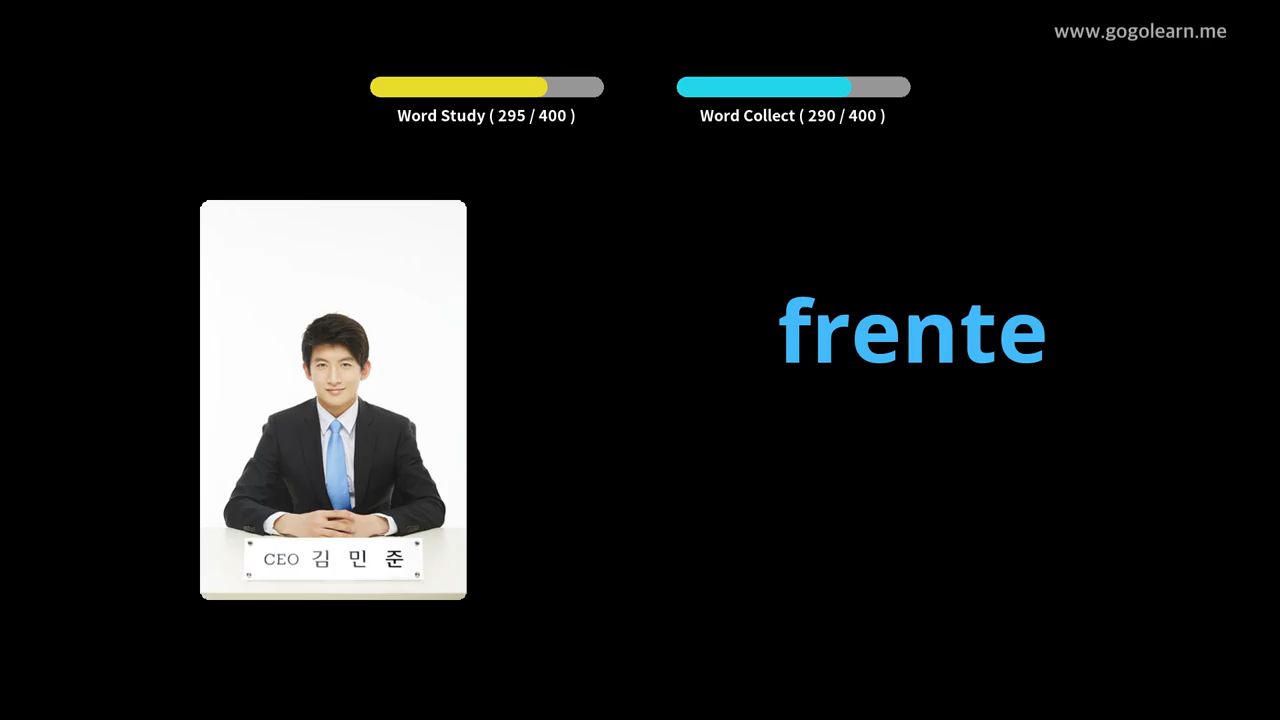 www.gogolearn.me
Word Study ( 295 / 400 )
Word Collect ( 290 / 400 )
frente
CEO 김 민 준